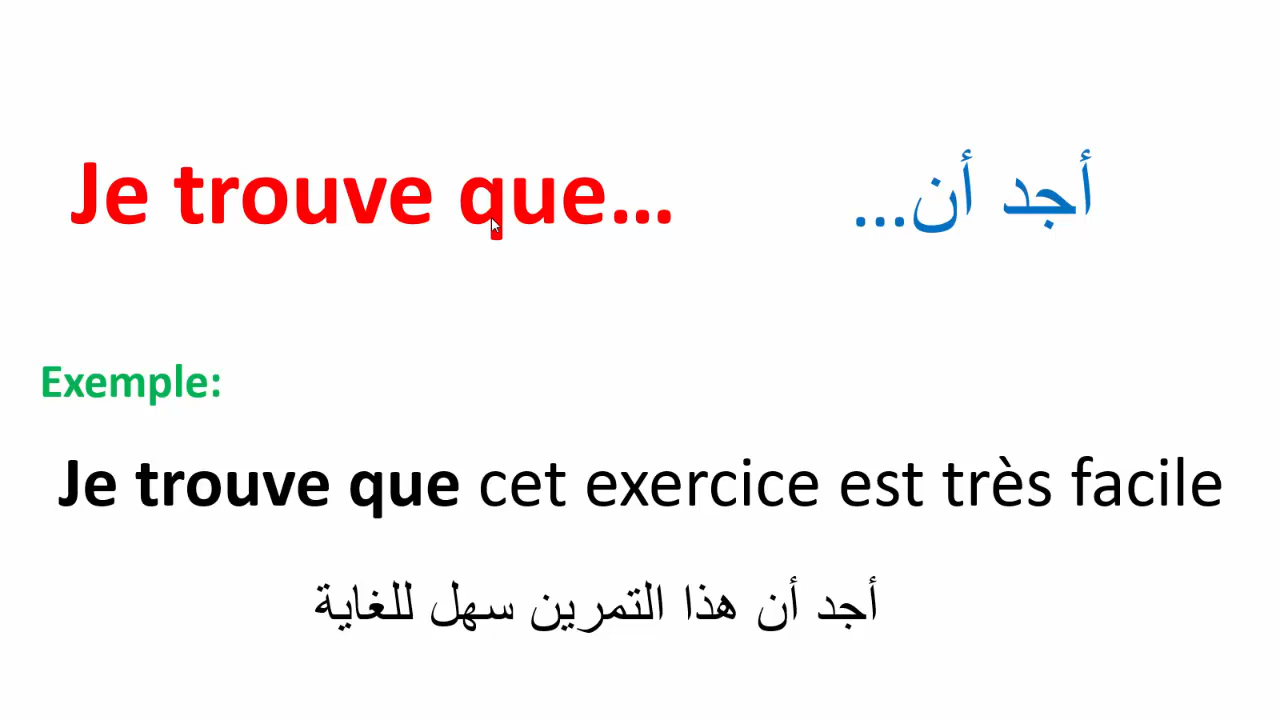 Je trouve que...
أجد أن...
Exemple:
Je trouve que cet exercice est très facile
أجد أن هذا التمرين سهل للغاية